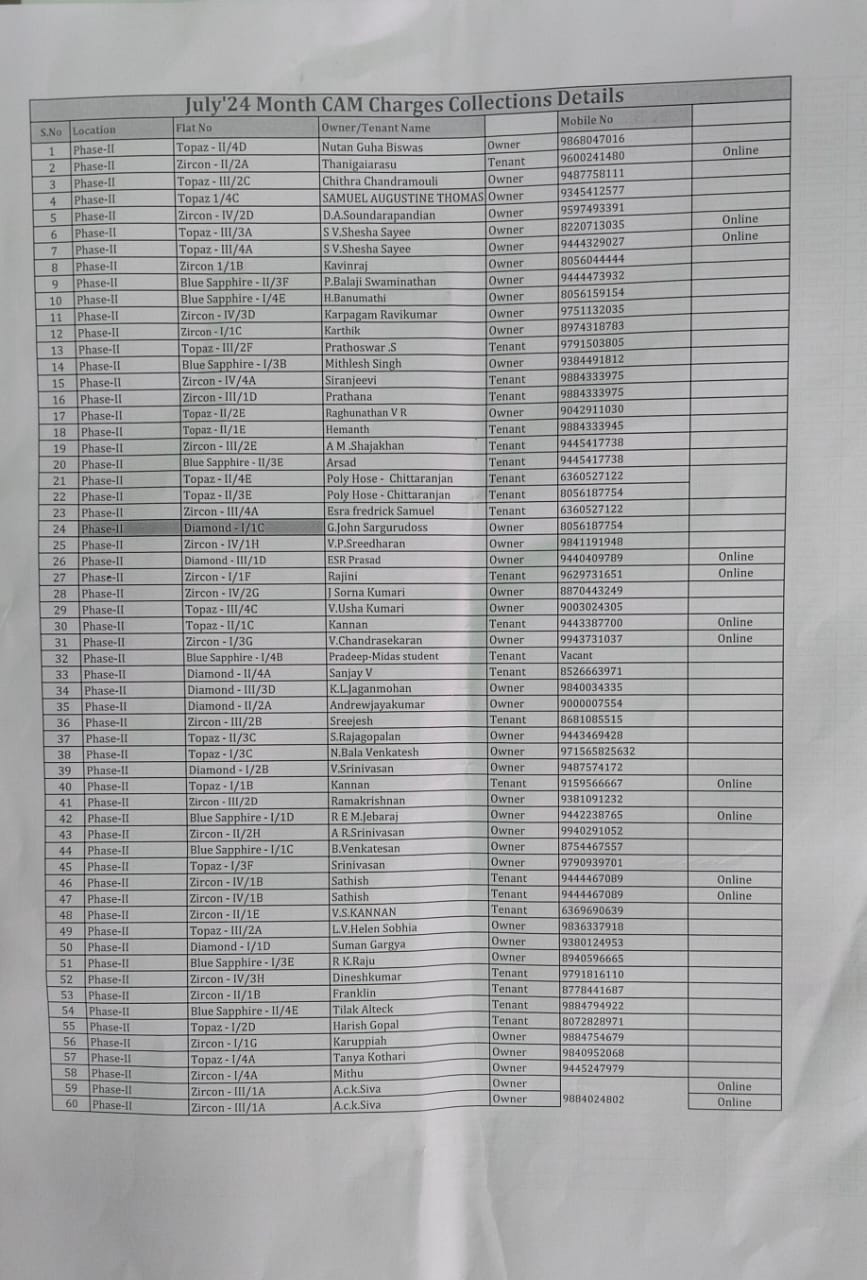 July'24 Month CAM Charges Collections Details
S.No Location Flat No Owner/Tenant Name Mobile No
1 Phase-II Topaz - II/4D Nutan Guha Biswas Owner 9868047016
2 Phase-II Zircon - II/2A Thanigaiarasu Tenant 9600241480 Online
3 Phase-II Topaz - III/2C Chithra Chandramouli Owner 9487758111
4 Phase-II Topaz 1/4C SAMUEL AUGUSTINE THOMAS Owner 9345412577
5 Phase-II Zircon - IV/2D D.A.Soundarapandian Owner 9597493391
6 Phase-II Topaz - III/3A S V.Shesha Sayee Owner 8220713035 Online
7 Phase-II Topaz - III/4A S V.Shesha Sayee Owner 9444329027 Online
8 Phase-II Zircon 1/1B Kavinraj Owner 8056044444
9 Phase-II Blue Sapphire - II/3F P.Balaji Swaminathan Owner 9444473932
10 Phase-II Blue Sapphire - I/4E H.Banumathi Owner 8056159154
11 Phase-II Zircon - IV/3D Karpagam Ravikumar Owner 9751132035
12 Phase-II Zircon - I/1C Karthik Owner 8974318783
13 Phase-II Topaz - III/2F Prathoswar .S Tenant 9791503805
14 Phase-II Blue Sapphire - I/3B Mithlesh Singh Owner 9384491812
15 Phase-II Zircon - IV/4A Siranjeevi Tenant 9884333975
16 Phase-II Zircon - III/1D Prathana Tenant 9884333975
17 Phase-II Topaz - II/2E Raghunathan V R Owner 9042911030
18 Phase-II Topaz - II/1E Hemanth Tenant 9884333945
19 Phase-II Zircon - III/2E A M .Shajakhan Tenant 9445417738
20 Phase-II Blue Sapphire - II/3E Arsad Tenant 9445417738
21 Phase-II Topaz - II/4E Poly Hose - Chittaranjan Tenant 6360527122
22 Phase-II Topaz - II/3E Poly Hose - Chittaranjan Tenant 8056187754
23 Phase-II Zircon - III/4A Esra fredrick Samuel Tenant 6360527122
24 Phase-II Diamond - I/1C G.John Sargurudoss Owner 8056187754
25 Phase-II Zircon - IV/1H V.P.Sreedharan Owner 9841191948
26 Phase-II Diamond - III/1D ESR Prasad Owner 9440409789 Online
27 Phase-II Zircon - I/1F Rajini Tenant 9629731651 Online
28 Phase-II Zircon - IV/2G J Sorna Kumari Owner 8870443249
29 Phase-II Topaz - III/4C V.Usha Kumari Owner 9003024305
30 Phase-II Topaz - II/1C Kannan Tenant 9443387700 Online
31 Phase-II Zircon - I/3G V.Chandrasekaran Owner 9943731037 Online
32 Phase-II Blue Sapphire - I/4B Pradeep-Midas student Tenant Vacant
33 Phase-II Diamond - II/4A Sanjay V Tenant 8526663971
34 Phase-II Diamond - III/3D K.L.Jaganmohan Owner 9840034335
35 Phase-II Diamond - II/2A Andrewjayakumar Owner 9000007554
36 Phase-II Zircon - III/2B Sreejesh Tenant 8681085515
37 Phase-II Topaz - II/3C S.Rajagopalan Owner 9443469428
38 Phase-II Topaz - I/3C N.Bala Venkatesh Owner 971565825632
39 Phase-II Diamond - I/2B V.Srinivasan Owner 9487574172
40 Phase-II Topaz - I/1B Kannan Tenant 9159566667 Online
41 Phase-II Zircon - III/2D Ramakrishnan Owner 9381091232
42 Phase-II Blue Sapphire - I/1D R E M.Jebaraj Owner 9442238765 Online
43 Phase-II Zircon - II/2H A R.Srinivasan Owner 9940291052
44 Phase-II Blue Sapphire - I/1C B.Venkatesan Owner 8754467557
45 Phase-II Topaz - I/3F Srinivasan Owner 9790939701
46 Phase-II Zircon - IV/1B Sathish Tenant 9444467089 Online
47 Phase-II Zircon - IV/1B Sathish Tenant 9444467089 Online
48 Phase-II Zircon - II/1E V.S.KANNAN Tenant 6369690639
49 Phase-II Topaz - III/2A L.V.Helen Sobhia Owner 9836337918
50 Phase-II Diamond - I/1D Suman Gargya Owner 9380124953
51 Phase-II Blue Sapphire - I/3E R K.Raju Owner 8940596665
52 Phase-II Zircon - IV/3H Dineshkumar Tenant 9791816110
53 Phase-II Zircon - II/1B Franklin Tenant 8778441687
54 Phase-II Blue Sapphire - II/4E Tilak Alteck Tenant 9884794922
55 Phase-II Topaz - I/2D Harish Gopal Tenant 8072828971
56 Phase-II Zircon - I/1G Karuppiah Owner 9884754679
57 Phase-II Topaz - I/4A Tanya Kothari Owner 9840952068
58 Phase-II Zircon - I/4A Mithu Owner 9445247979
59 Phase-II Zircon - III/1A A.c.k.Siva Owner Online
60 Phase-II Zircon - III/1A A.c.k.Siva Owner 9884024802 Online